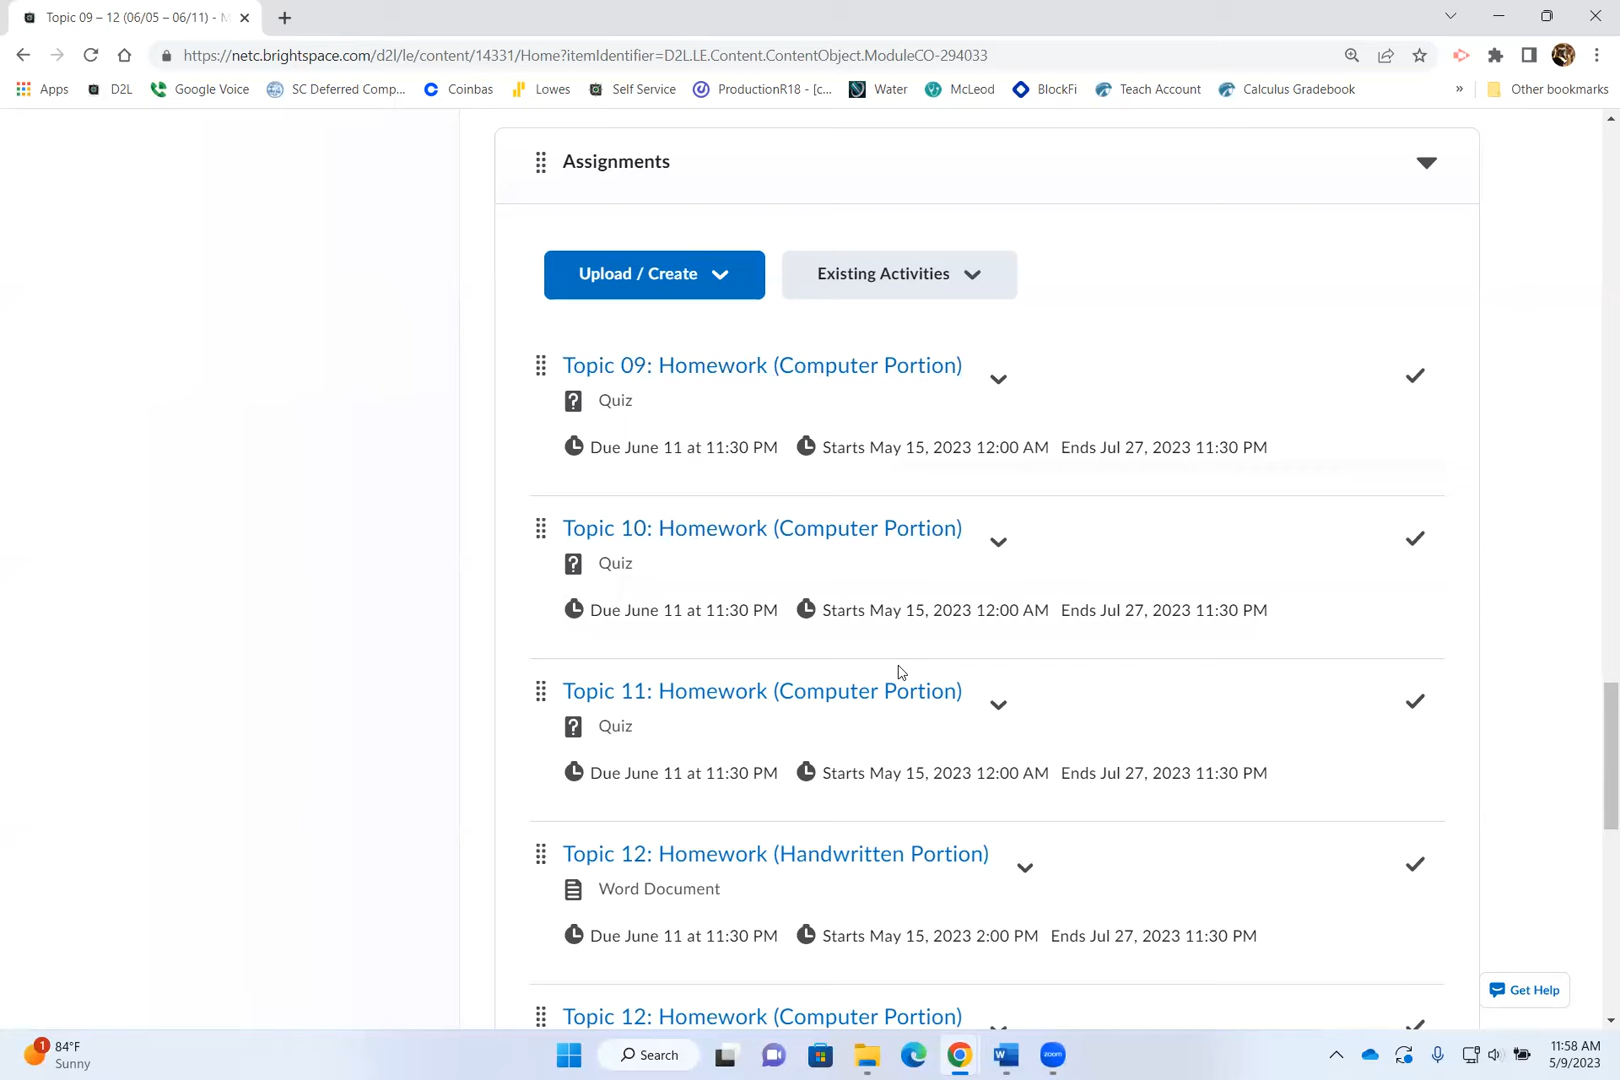 Topic 09 – 12 (06/05 – 06/11) - M
https://netc.brightspace.com/d2l/le/content/14331/Home?itemIdentifier=D2L.LE.Content.ContentObject.ModuleCO-294033
Apps D2L Google Voice SC Deferred Comp... Coinbas Lowes Self Service ProductionR18 - [c... Water McLeod BlockFi Teach Account Calculus Gradebook » Other bookmarks
Assignments
Upload / Create Existing Activities
Topic 09: Homework (Computer Portion)
Quiz
Due June 11 at 11:30 PM Starts May 15, 2023 12:00 AM Ends Jul 27, 2023 11:30 PM
Topic 10: Homework (Computer Portion)
Quiz
Due June 11 at 11:30 PM Starts May 15, 2023 12:00 AM Ends Jul 27, 2023 11:30 PM
Topic 11: Homework (Computer Portion)
Quiz
Due June 11 at 11:30 PM Starts May 15, 2023 12:00 AM Ends Jul 27, 2023 11:30 PM
Topic 12: Homework (Handwritten Portion)
Word Document
Due June 11 at 11:30 PM Starts May 15, 2023 2:00 PM Ends Jul 27, 2023 11:30 PM
Get Help
Topic 12: Homework (Computer Portion)
1 84°F
Sunny
Search
zoom
11:58 AM
5/9/2023